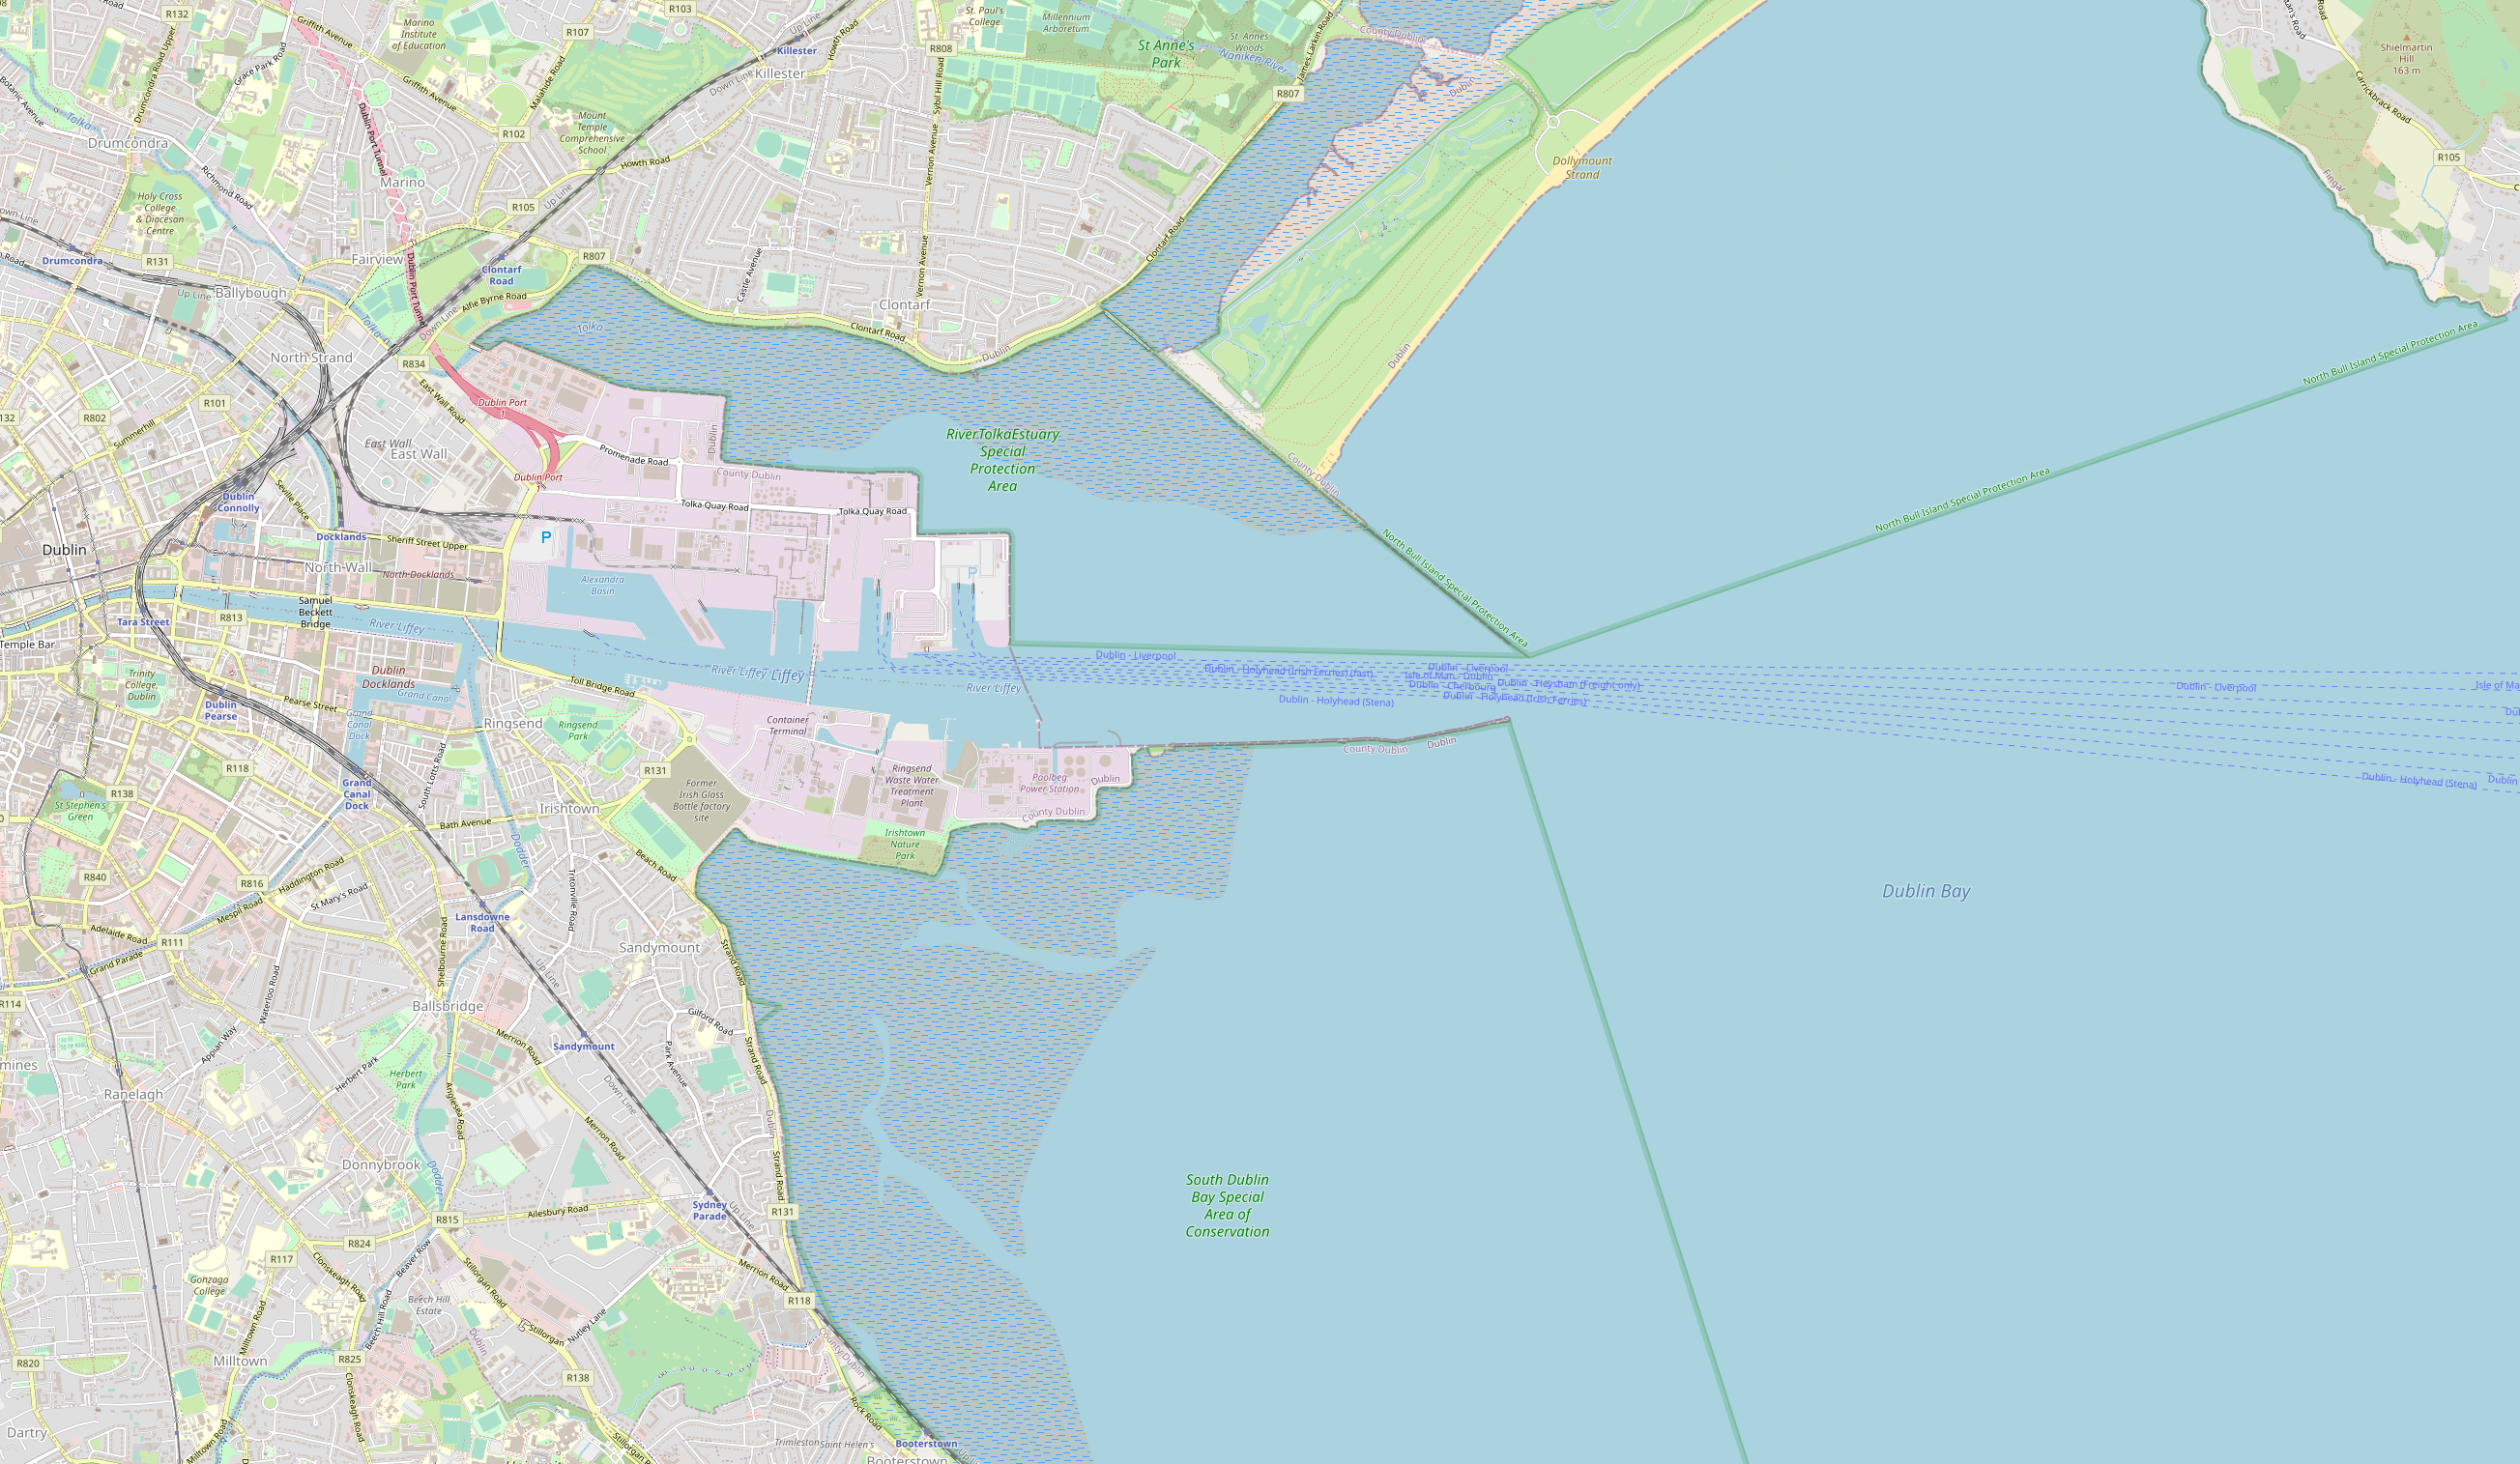 R132
Griffith Avenue
Marino
Institute
of Education
R107
R103
Up Line
Killester
Killester
Howth Road
St. Paul's
College
Millennium
Arboretum
R808
St Anne's
Park
St. Annes
Woods
Naniken River
James Larkin Road
County Dublin
Dublin
Shielmartin
Hill
163 m
Carrickbrack Road
R105
Fingal
Drumcondra Road Upper
Grace Park Road
Botanic Avenue
Tolka
Drumcondra
Richmond Road
Dublin Port Tunnel
Griffith Avenue
Malahide Road
R102
Mount
Temple
Comprehensive
School
Down Line
Sybil Hill Road
R807
Howth Road
Vernon Avenue
Dollymount
Strand
Marino
Holy Cross
College
& Diocesan
Centre
R105
Up Line
Clontarf Road
Drumcondra
R131
Fairview
Dublin Port Tunnel
Clontarf
Road
R807
Castle Avenue
Vernon Avenue
Up Line
Ballybough
Alfie Byrne Road
Down Line
Tolka
Tolka
Clontarf
Clontarf Road
Dublin
Dublin
North Bull Island Special Protection Area
North Strand
R834
R101
R802
Summerhill
East Wall Road
Dublin Port
1
Promenade Road
Dublin
County Dublin
East Wall
East Wall
Dublin Port
1
RiverTolkaEstuary
Special
Protection
Area
County Dublin
North Bull Island Special Protection Area
Dublin
Connolly
Seville Place
Docklands
Sheriff Street Upper
Tolka Quay Road
Tolka Quay Road
P
P
Dublin
North Wall
North Docklands
Alexandra
Basin
North Bull Island Special Protection Area
Samuel
Beckett
Bridge
Tara Street
R813
River Liffey
Temple Bar
Trinity
College
Dublin
Dublin
Docklands
Grand Canal
Toll Bridge Road
River Liffey
Liffey
River Liffey
Dublin - Liverpool
Dublin - Holyhead (Irish Ferries) (fast)
Dublin - Liverpool
Isle of Man - Dublin
Dublin - Cherbourg
Dublin - Heysham (Freight only)
Dublin - Holyhead (Irish Ferries)
Dublin - Holyhead (Stena)
Dublin - Liverpool
Isle of Ma
Dublin - Holyhead (Stena)
Dublin
Dublin
Pearse
Pearse Street
Grand
Canal
Dock
Ringsend
Ringsend
Park
Container
Terminal
County Dublin
Dublin
R118
R138
St Stephen's
Green
Grand
Canal
Dock
South Lotts Road
R131
Former
Irish Glass
Bottle factory
site
Ringsend
Waste Water
Treatment
Plant
Poolbeg
Power Station
Dublin
County Dublin
Irishtown
Bath Avenue
Dodder
Irishtown
Nature
Park
Beach Road
R840
R816
Haddington Road
St Mary's Road
Mespil Road
Tritonville Road
Adelaide Road
R111
Grand Parade
Lansdowne
Road
Shelbourne Road
Sandymount
Strand Road
Dublin Bay
R114
Waterloo Road
Up Line
Ballsbridge
Appian Way
Herbert Park
Herbert
Park
Merrion Road
Sandymount
Gilford Road
Park Avenue
Strand Road
Ranelagh
Anglesea Road
Down Line
Merrion Road
Dublin
Donnybrook
Dodder
Strand Road
South Dublin
Bay Special
Area of
Conservation
Sydney
Parade
Up Line
R131
Ailesbury Road
R815
R824
R117
Clonskeagh Road
Beaver Row
Stillorgan Road
Merrion Road
Gonzaga
College
Beech Hill
Estate
Beech Hill Road
Milltown Road
R118
Nutley Lane
Stillorgan
Dublin
County Dublin
R820
Milltown
R825
Clonskeagh Road
R138
Rock Road
Dartry
Milltown Road
Stillorgan
Trimleston
Saint Helen's
Booterstown
Booterstown